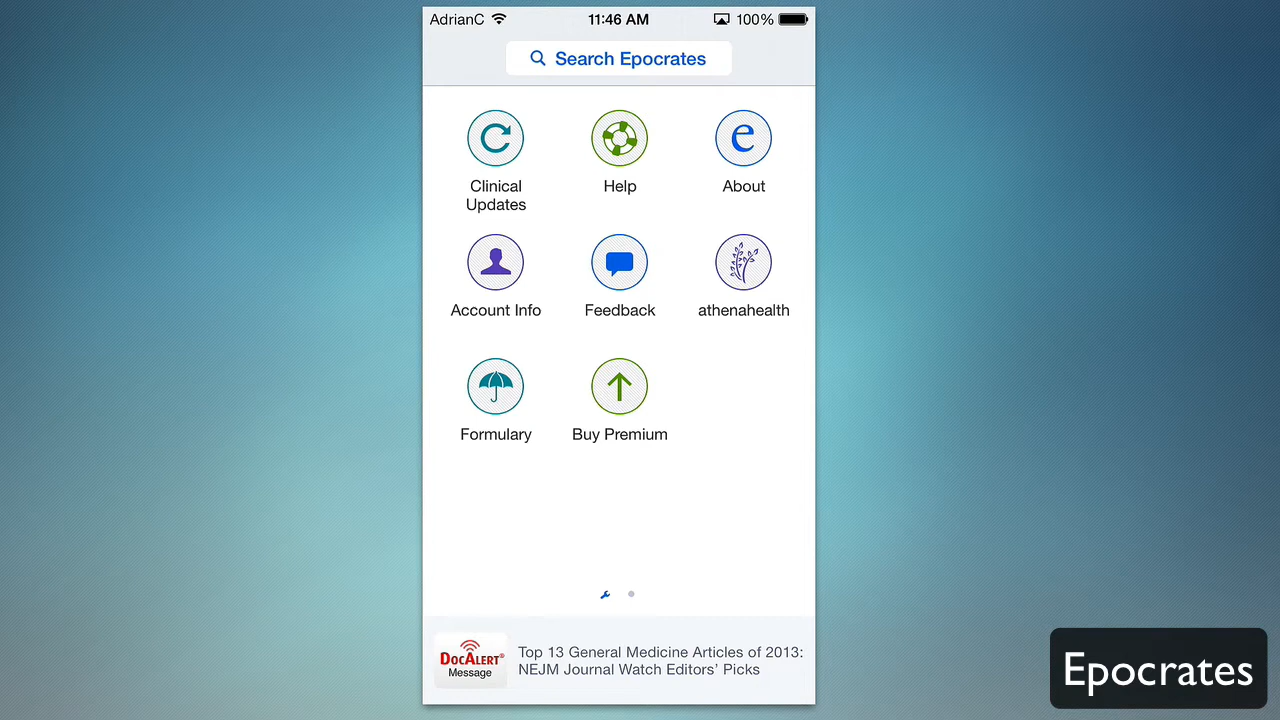 AdrianC 11:46 AM 100%
Search Epocrates
Clinical Updates
Help
About
Account Info
Feedback
athenahealth
Formulary
Buy Premium
DOCALERT®
Message
Top 13 General Medicine Articles of 2013:
NEJM Journal Watch Editors’ Picks
Epocrates